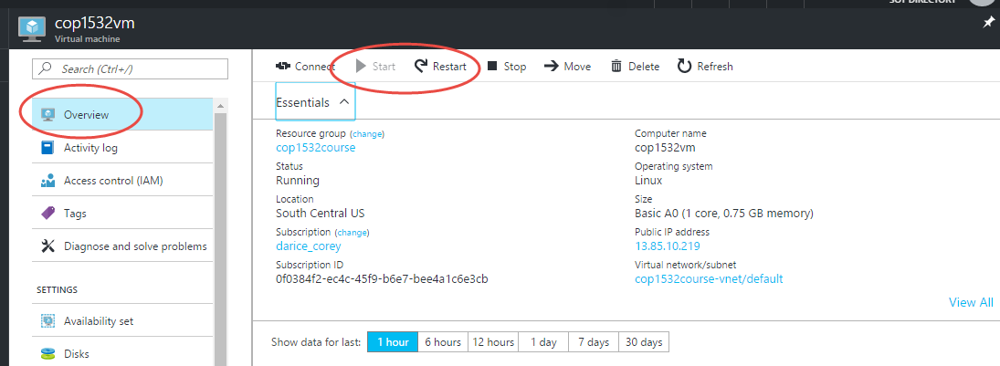 SCT DIRECTORY
cop1532vm
Virtual machine
Search (Ctrl+/)
Overview
Activity log
Access control (IAM)
Tags
Diagnose and solve problems
SETTINGS
Availability set
Disks
Connect Start Restart Stop Move Delete Refresh
Essentials
Resource group (change)
cop1532course
Status
Running
Location
South Central US
Subscription (change)
darice_corey
Subscription ID
0f0384f2-ec4c-45f9-b6e7-bee4a1c6e3cb
Computer name
cop1532vm
Operating system
Linux
Size
Basic A0 (1 core, 0.75 GB memory)
Public IP address
13.85.10.219
Virtual network/subnet
cop1532course-vnet/default
View All
Show data for last: 1 hour 6 hours 12 hours 1 day 7 days 30 days